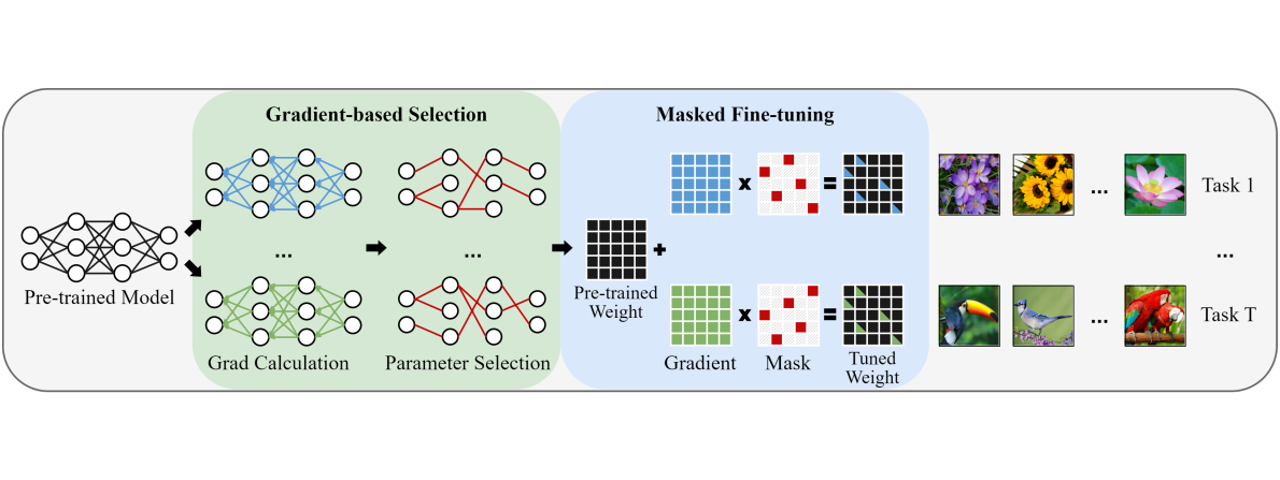 Gradient-based Selection
Masked Fine-tuning
Task 1
...
...
...
...
Pre-trained Model
Pre-trained
Weight
...
Task T
Grad Calculation
Parameter Selection
Gradient
Mask
Tuned
Weight